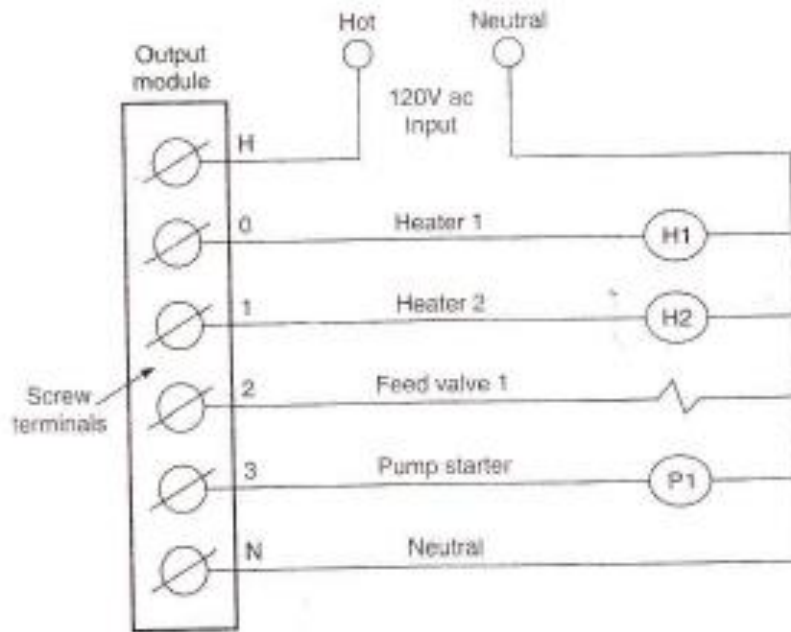 Hot
Neutral
Output
module
120V ac
Input
H
0
Heater 1
H1
1
Heater 2
H2
Screw
terminals
2
Feed valve 1
3
Pump starter
P1
N
Neutral